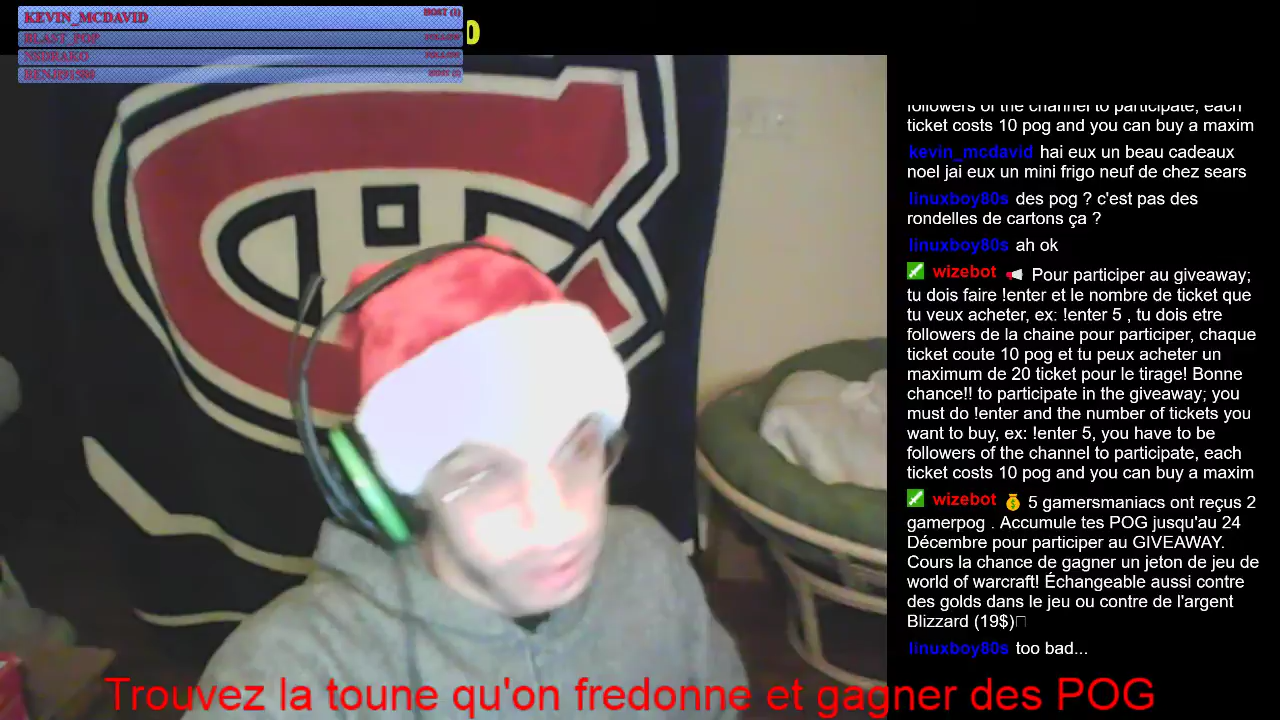 KEVIN_MCDAVID HOST (1)
BLAST_POP
NSDRAKO
followers of the channel to participate, each
ticket costs 10 pog and you can buy a maxim
kevin_mcdavid hai eux un beau cadeaux
noel jai eux un mini frigo neuf de chez sears
linuxboy80s des pog ? c'est pas des
rondelles de cartons ça ?
linuxboy80s ah ok
wizebot Pour participer au giveaway;
tu dois faire !enter et le nombre de ticket que
tu veux acheter, ex: !enter 5 , tu dois etre
followers de la chaine pour participer, chaque
ticket coute 10 pog et tu peux acheter un
maximum de 20 ticket pour le tirage! Bonne
chance!! to participate in the giveaway; you
must do !enter and the number of tickets you
want to buy, ex: !enter 5, you have to be
followers of the channel to participate, each
ticket costs 10 pog and you can buy a maxim
wizebot 5 gamersmaniacs ont reçus 2
gamerpog . Accumule tes POG jusqu'au 24
Décembre pour participer au GIVEAWAY.
Cours la chance de gagner un jeton de jeu de
world of warcraft! Échangeable aussi contre
des golds dans le jeu ou contre de l'argent
Blizzard (19$)
linuxboy80s too bad...
Trouvez la toune qu'on fredonne et gagner des POG